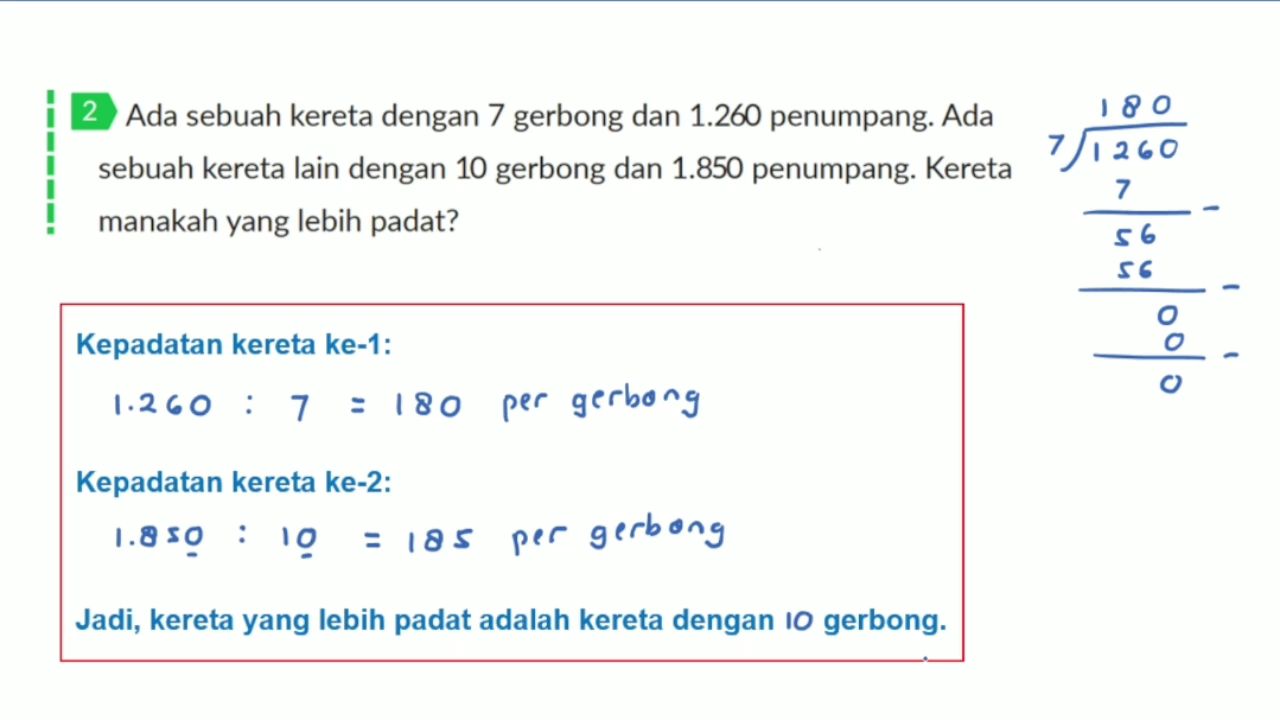 2 Ada sebuah kereta dengan 7 gerbong dan 1.260 penumpang. Ada
sebuah kereta lain dengan 10 gerbong dan 1.850 penumpang. Kereta
manakah yang lebih padat?
Kepadatan kereta ke-1:
1.260 : 7 = 180 per gerbong
Kepadatan kereta ke-2:
1.850 : 10 = 185 per gerbong
Jadi, kereta yang lebih padat adalah kereta dengan 10 gerbong.
180
7 1260
7
-
56
56
-
0
0
-
0